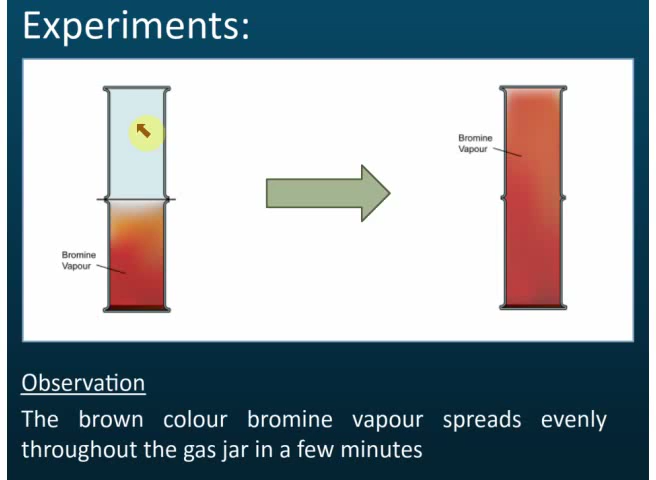 Experiments:
Bromine
Vapour
Bromine
Vapour
Observation
The brown colour bromine vapour spreads evenly
throughout the gas jar in a few minutes